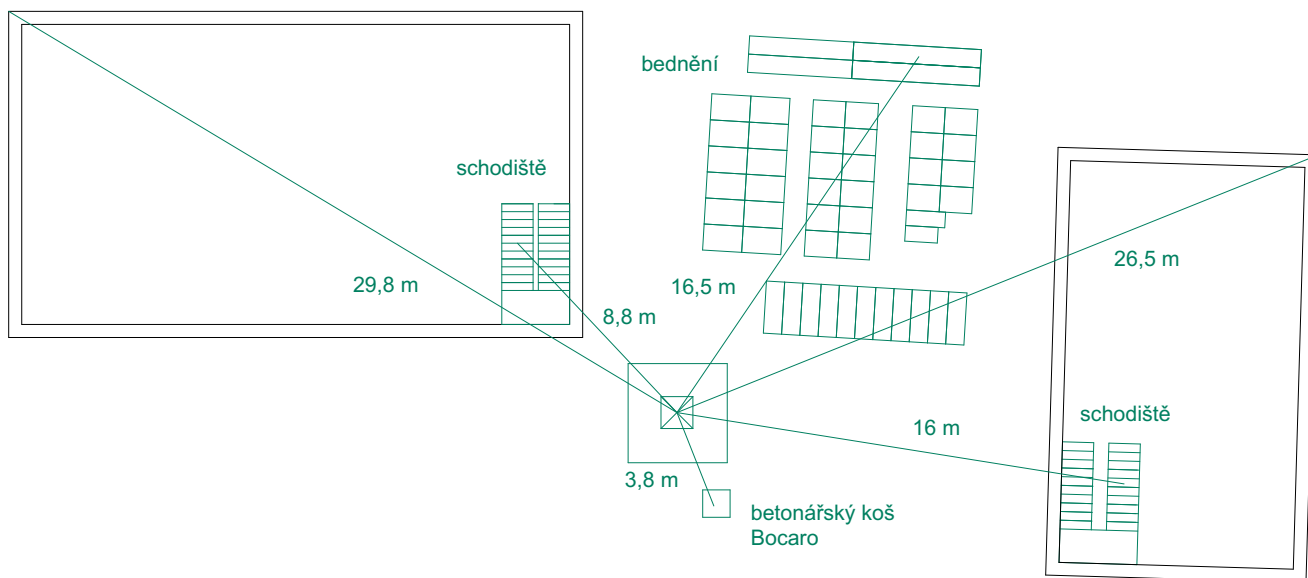 bednění
schodiště
29,8 m
8,8 m
16,5 m
26,5 m
schodiště
16 m
3,8 m
betonářský koš
Bocaro